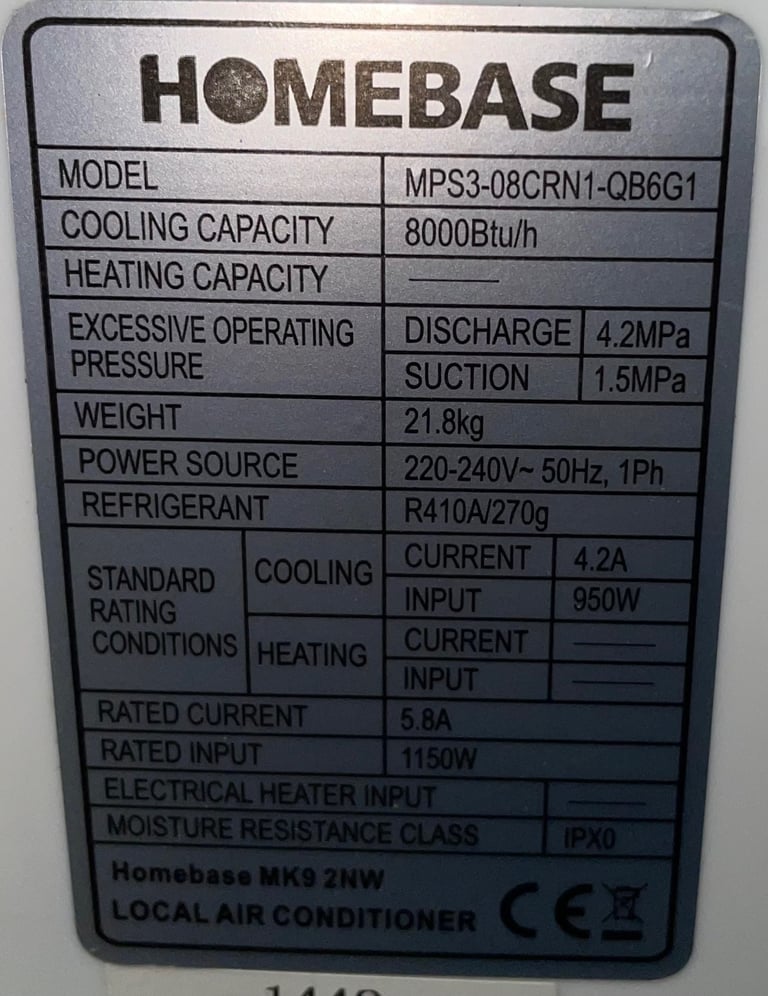 HOMEBASE
MODEL MPS3-08CRN1-QB6G1
COOLING CAPACITY 8000Btu/h
HEATING CAPACITY ———
EXCESSIVE OPERATING PRESSURE DISCHARGE 4.2MPa
SUCTION 1.5MPa
WEIGHT 21.8kg
POWER SOURCE 220-240V~ 50Hz, 1Ph
REFRIGERANT R410A/270g
STANDARD RATING CONDITIONS COOLING CURRENT 4.2A
INPUT 950W
HEATING CURRENT ———
INPUT ———
RATED CURRENT 5.8A
RATED INPUT 1150W
ELECTRICAL HEATER INPUT ———
MOISTURE RESISTANCE CLASS IPX0
Homebase MK9 2NW
LOCAL AIR CONDITIONER CE